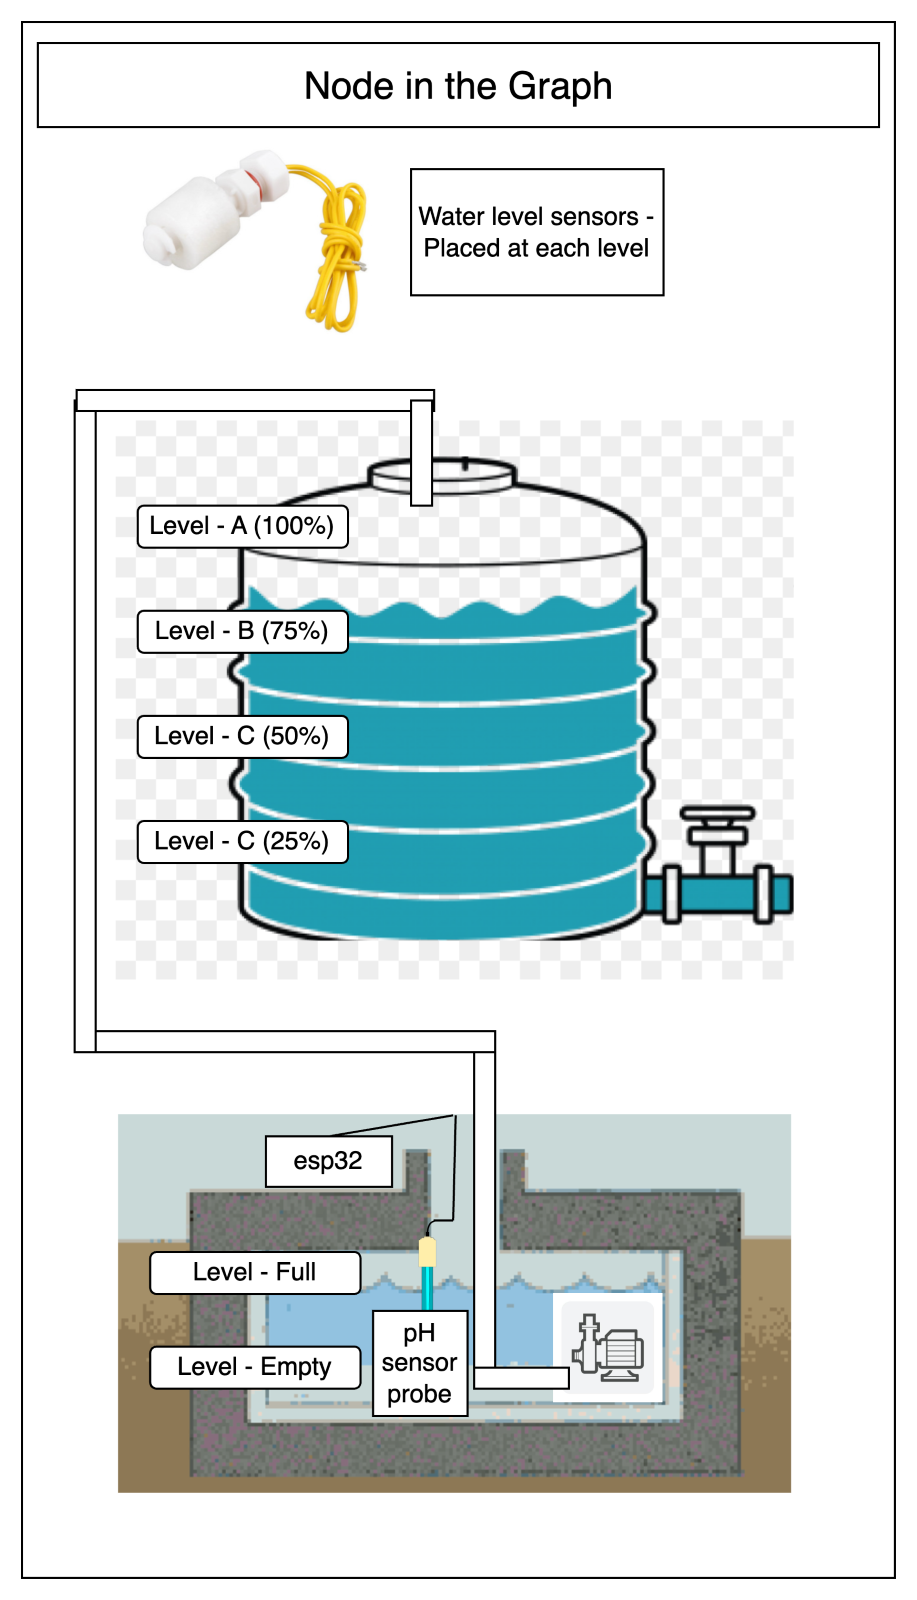 Node in the Graph
Water level sensors -
Placed at each level
Level - A (100%)
Level - B (75%)
Level - C (50%)
Level - C (25%)
esp32
Level - Full
Level - Empty
pH
sensor
probe